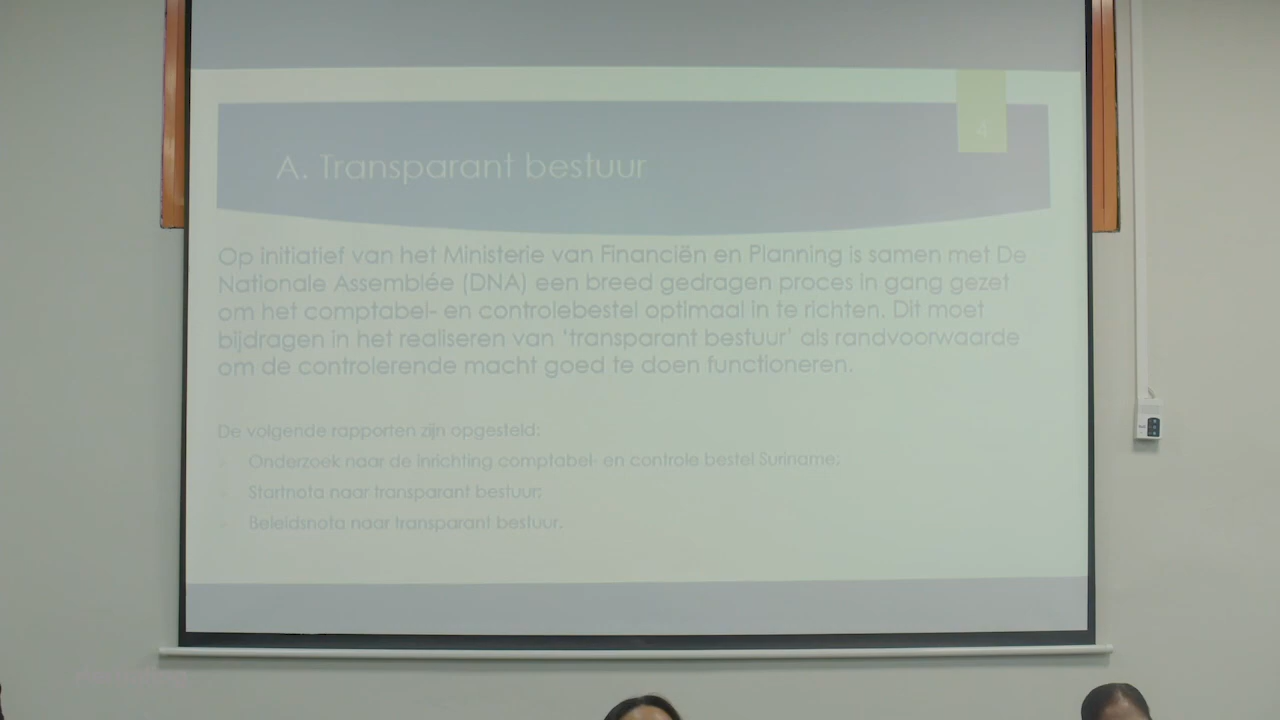 4
A. Transparant bestuur
Op initiatief van het Ministerie van Financiën en Planning is samen met De
Nationale Assemblée (DNA) een breed gedragen proces in gang gezet
om het comptabel- en controlebestel optimaal in te richten. Dit moet
bijdragen in het realiseren van ‘transparant bestuur’ als randvoorwaarde
om de controlerende macht goed te doen functioneren.
De volgende rapporten zijn opgesteld:
Onderzoek naar de inrichting comptabel- en controle bestel Suriname;
Startnota naar transparant bestuur;
Beleidsnota naar transparant bestuur.